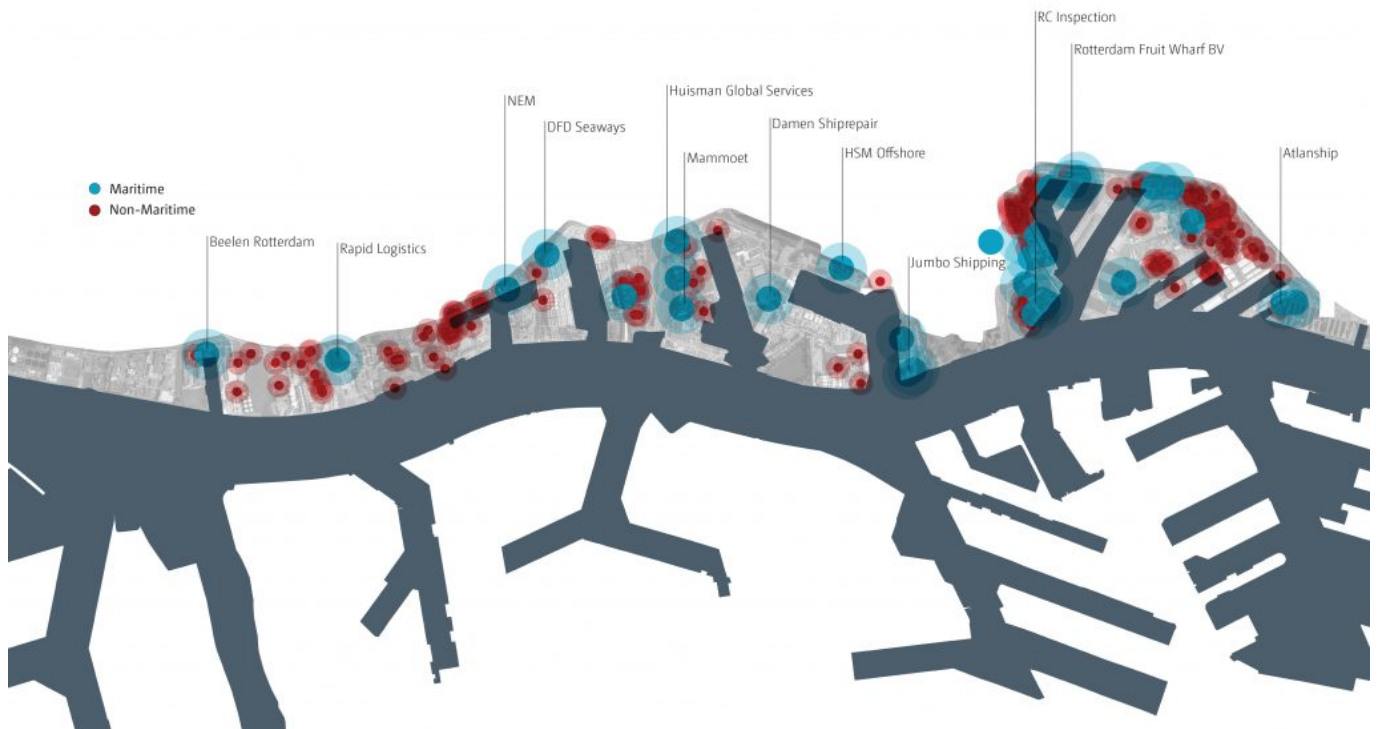 RC Inspection
Rotterdam Fruit Wharf BV
Huisman Global Services
NEM
DFD Seaways
Damen Shiprepair
Mammoet
HSM Offshore
Atlanship
Maritime
Non-Maritime
Beelen Rotterdam
Rapid Logistics
Jumbo Shipping